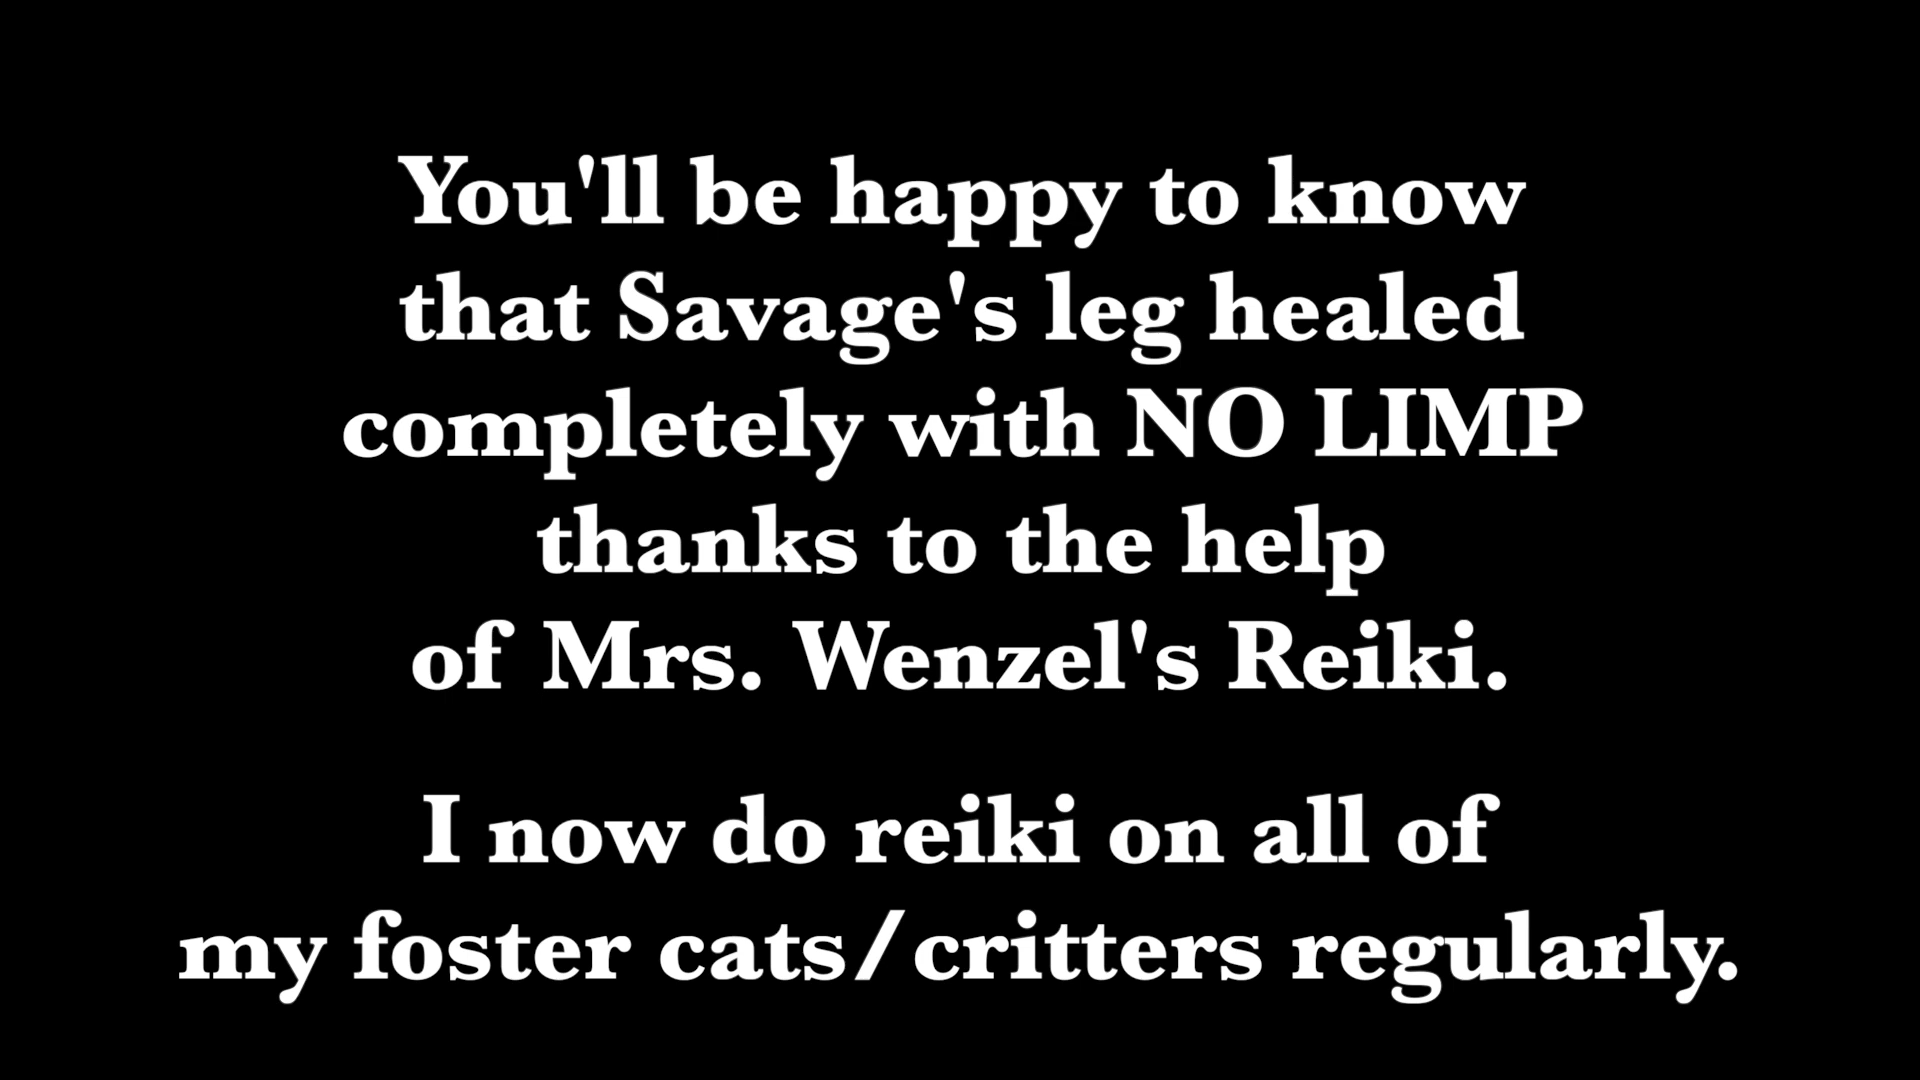 You'll be happy to know
that Savage's leg healed
completely with NO LIMP
thanks to the help
of Mrs. Wenzel's Reiki.
I now do reiki on all of
my foster cats/critters regularly.